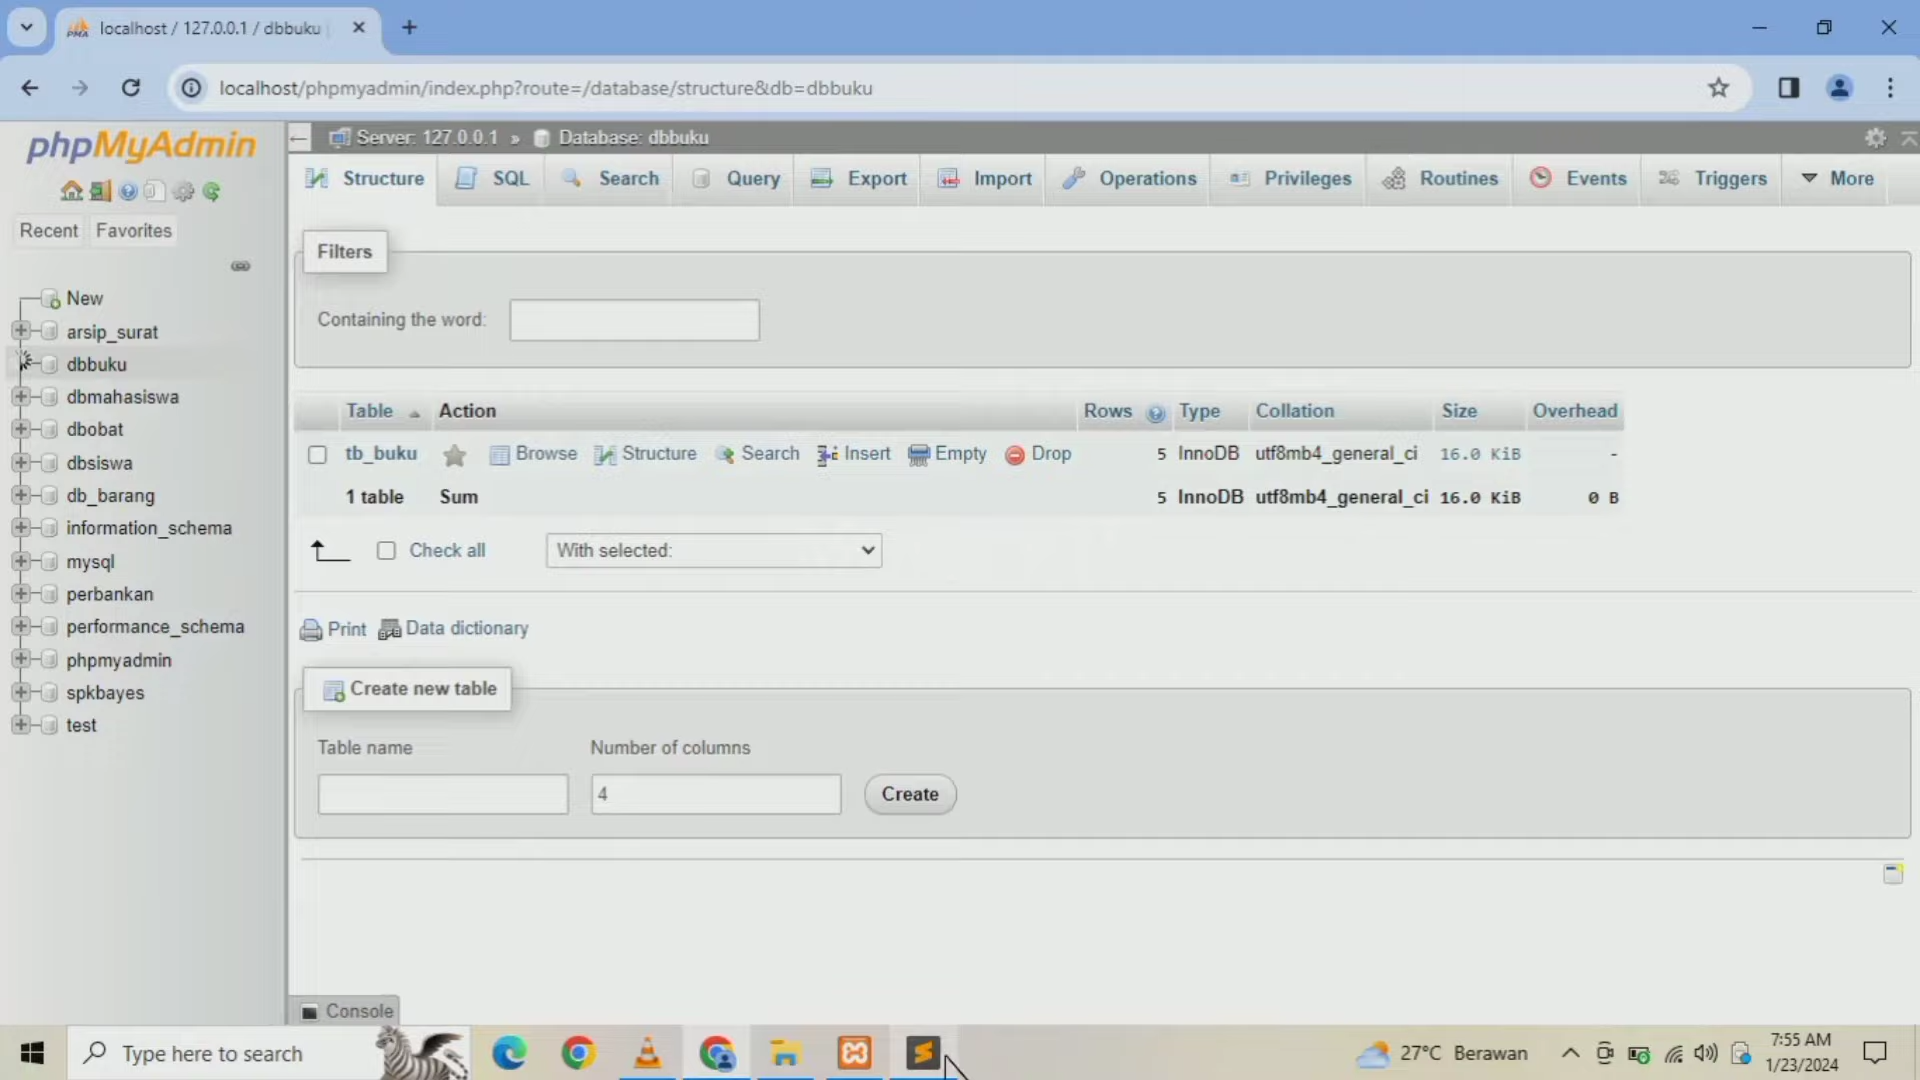 localhost / 127.0.0.1 / dbbuku
localhost/phpmyadmin/index.php?route=/database/structure&db=dbbuku
phpMyAdmin
Recent Favorites
New
arsip_surat
dbbuku
dbmahasiswa
dbobat
dbsiswa
db_barang
information_schema
mysql
perbankan
performance_schema
phpmyadmin
spkbayes
test
Server: 127.0.0.1 » Database: dbbuku
Structure SQL Search Query Export Import Operations Privileges Routines Events Triggers More
Filters
Containing the word:
Table Action Rows Type Collation Size Overhead
tb_buku Browse Structure Search Insert Empty Drop 5 InnoDB utf8mb4_general_ci 16.0 KiB -
1 table Sum 5 InnoDB utf8mb4_general_ci 16.0 KiB 0 B
Check all With selected:
Print Data dictionary
Create new table
Table name Number of columns
4 Create
Console
Type here to search
27°C Berawan
7:55 AM
1/23/2024